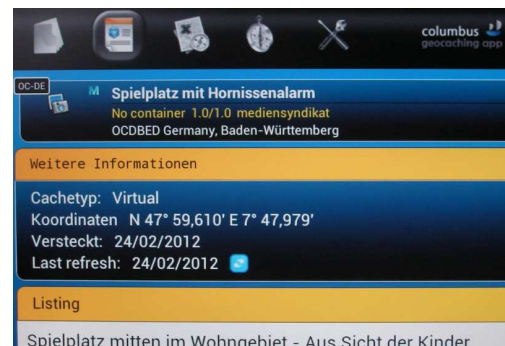 columbus
geocaching app
OC-DE
M Spielplatz mit Hornissenalarm
No container 1.0/1.0 mediensyndikat
OCDBED Germany, Baden-Württemberg
Weitere Informationen
Cachetyp: Virtual
Koordinaten N 47° 59,610' E 7° 47,979'
Versteckt: 24/02/2012
Last refresh: 24/02/2012
Listing
Spielplatz mitten im Wohngebiet - Aus Sicht der Kinder